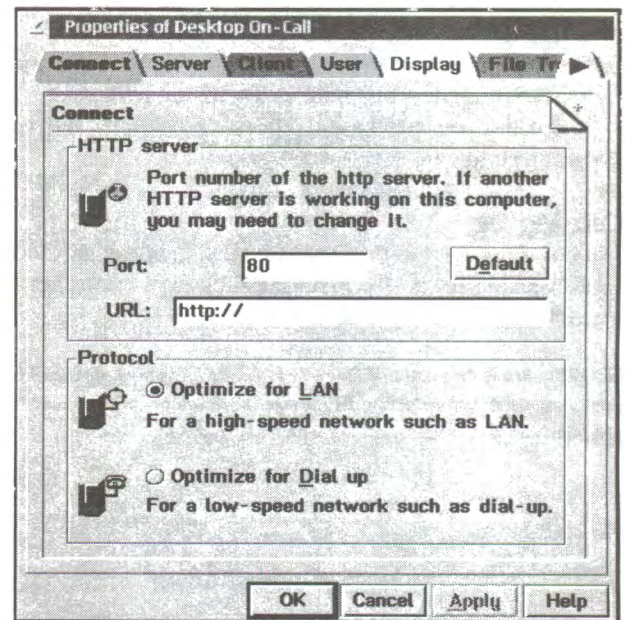 Properties of Desktop On-Call
Connect Server Client User Display File Tr
Connect
HTTP server
Port number of the http server. If another
HTTP server is working on this computer,
you may need to change it.
Port: 80 Default
URL: http://
Protocol
Optimize for LAN
For a high-speed network such as LAN.
Optimize for Dial up
For a low-speed network such as dial-up.
OK Cancel Apply Help